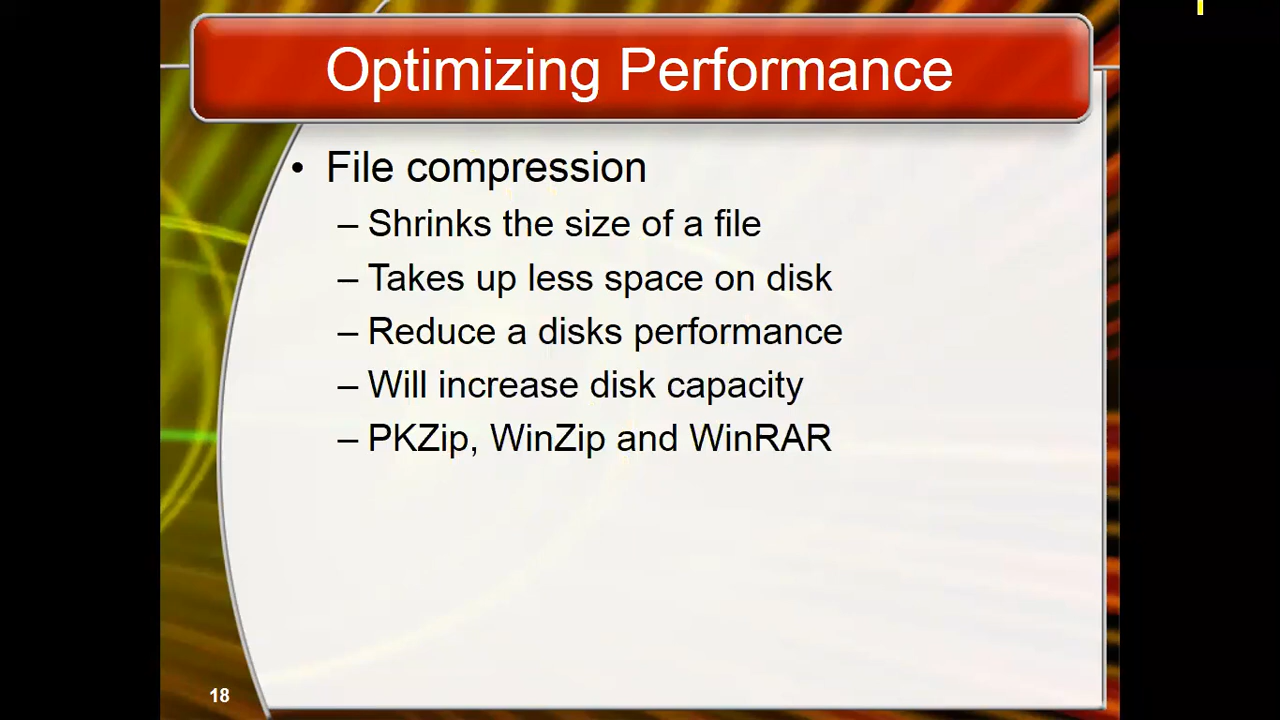 Optimizing Performance
• File compression
– Shrinks the size of a file
– Takes up less space on disk
– Reduce a disks performance
– Will increase disk capacity
– PKZip, WinZip and WinRAR
18